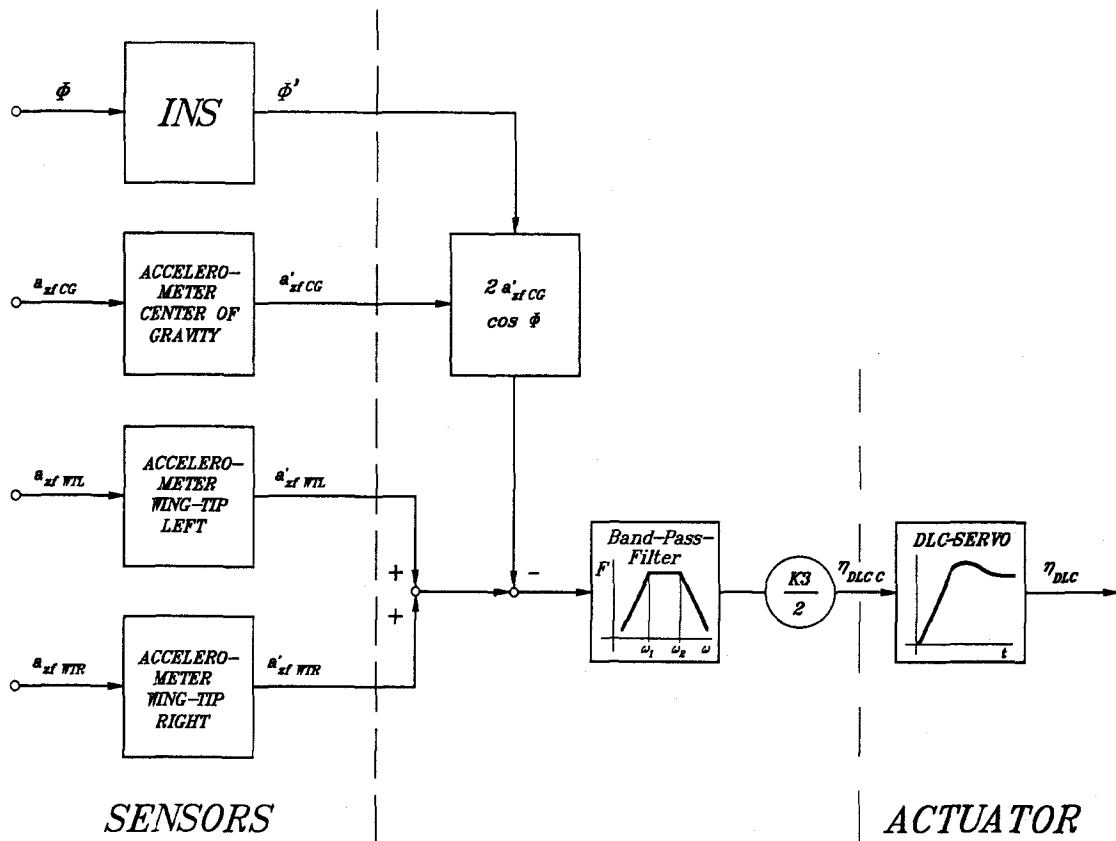 Φ
INS
Φ'
a_zf CG
ACCELERO-
METER
CENTER OF
GRAVITY
a'_zf CG
2 a'_zf CG
cos Φ
a_zf WTL
ACCELERO-
METER
WING-TIP
LEFT
a'_zf WTL
+
+
-
a_zf WTR
ACCELERO-
METER
WING-TIP
RIGHT
a'_zf WTR
Band-Pass-
Filter
F
ω1 ω2 ω
K3
2
η_DLC C
DLC-SERVO
t
η_DLC
SENSORS
ACTUATOR